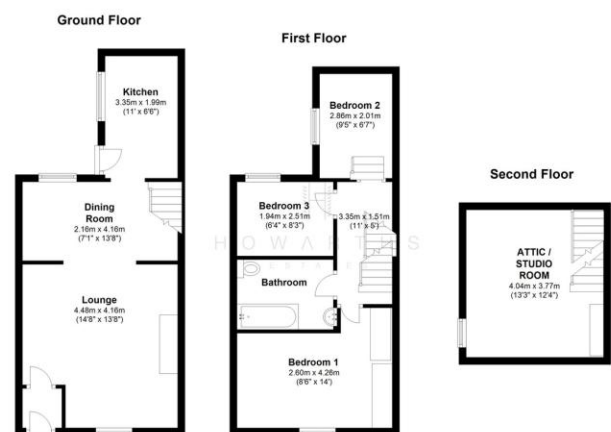 Ground Floor
Kitchen
3.35m x 1.99m
(11' x 6'6")
Dining
Room
2.16m x 4.16m
(7'1" x 13'8")
Lounge
4.48m x 4.16m
(14'8" x 13'8")
First Floor
Bedroom 2
2.86m x 2.01m
(9'5" x 6'7")
Bedroom 3
1.94m x 2.51m
(6'4" x 8'3")
3.35m x 1.51m
(11' x 5')
HOWARTHS
Bathroom
Bedroom 1
2.60m x 4.26m
(8'6" x 14')
Second Floor
ATTIC /
STUDIO
ROOM
4.04m x 3.77m
(13'3" x 12'4")